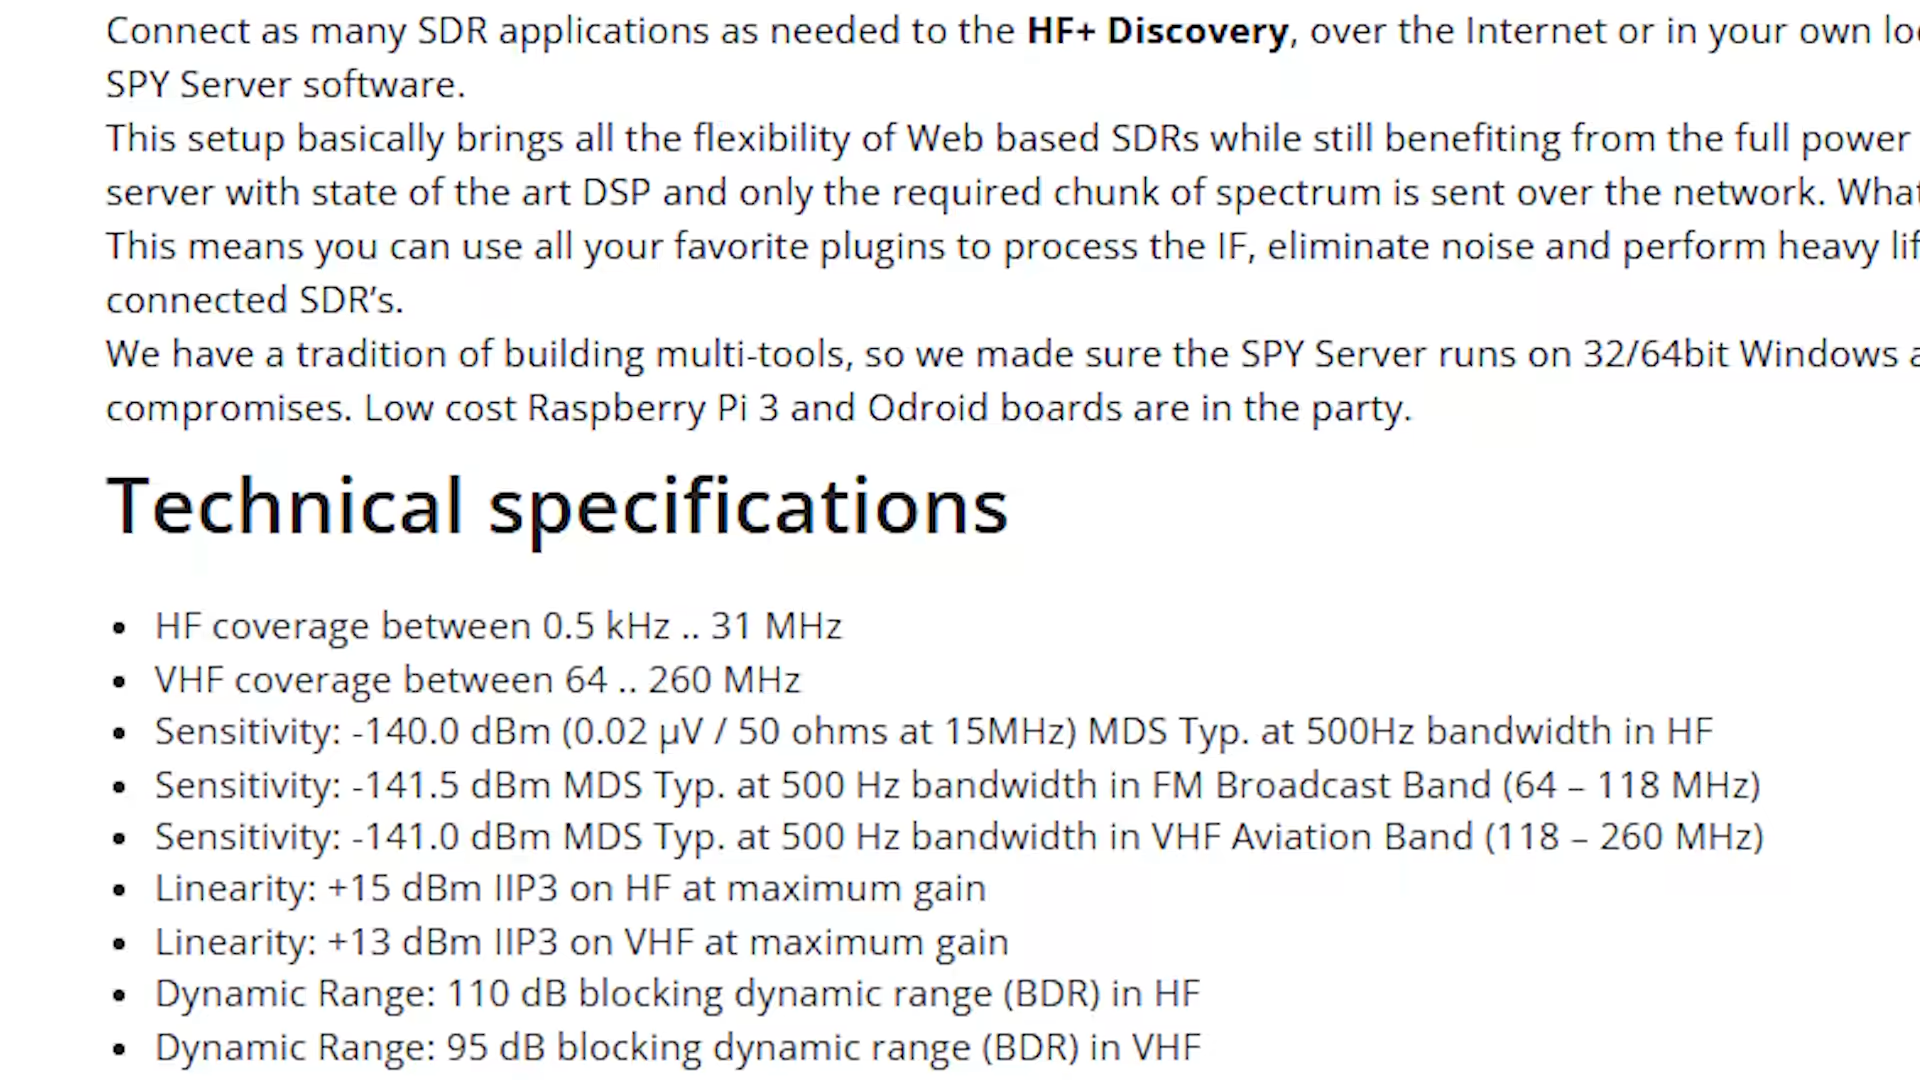 Connect as many SDR applications as needed to the HF+ Discovery, over the Internet or in your own
SPY Server software.
This setup basically brings all the flexibility of Web based SDRs while still benefiting from the full power
server with state of the art DSP and only the required chunk of spectrum is sent over the network.
This means you can use all your favorite plugins to process the IF, eliminate noise and perform heavy
connected SDR’s.
We have a tradition of building multi-tools, so we made sure the SPY Server runs on 32/64bit Windows
compromises. Low cost Raspberry Pi 3 and Odroid boards are in the party.
Technical specifications
• HF coverage between 0.5 kHz .. 31 MHz
• VHF coverage between 64 .. 260 MHz
• Sensitivity: -140.0 dBm (0.02 µV / 50 ohms at 15MHz) MDS Typ. at 500Hz bandwidth in HF
• Sensitivity: -141.5 dBm MDS Typ. at 500 Hz bandwidth in FM Broadcast Band (64 – 118 MHz)
• Sensitivity: -141.0 dBm MDS Typ. at 500 Hz bandwidth in VHF Aviation Band (118 – 260 MHz)
• Linearity: +15 dBm IIP3 on HF at maximum gain
• Linearity: +13 dBm IIP3 on VHF at maximum gain
• Dynamic Range: 110 dB blocking dynamic range (BDR) in HF
• Dynamic Range: 95 dB blocking dynamic range (BDR) in VHF